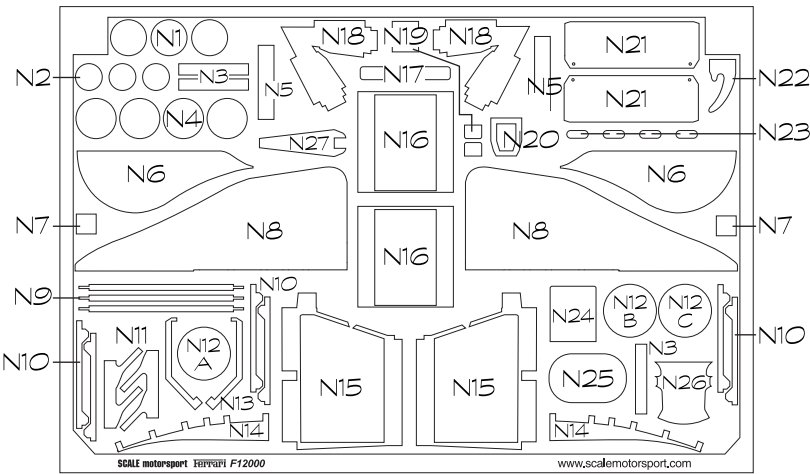 N1
N18
N19
N18
N21
N2
N3
N5
N17
N5
N22
N4
N16
N21
N27
N20
N23
N6
N6
N7
N8
N16
N8
N7
N9
N10
N10
N11
N12
A
N13
N14
N15
N15
N24
N12
B
N12
C
N3
N25
N26
N14
N10
SCALE motorsport Ferrari F12000
www.scalemotorsport.com